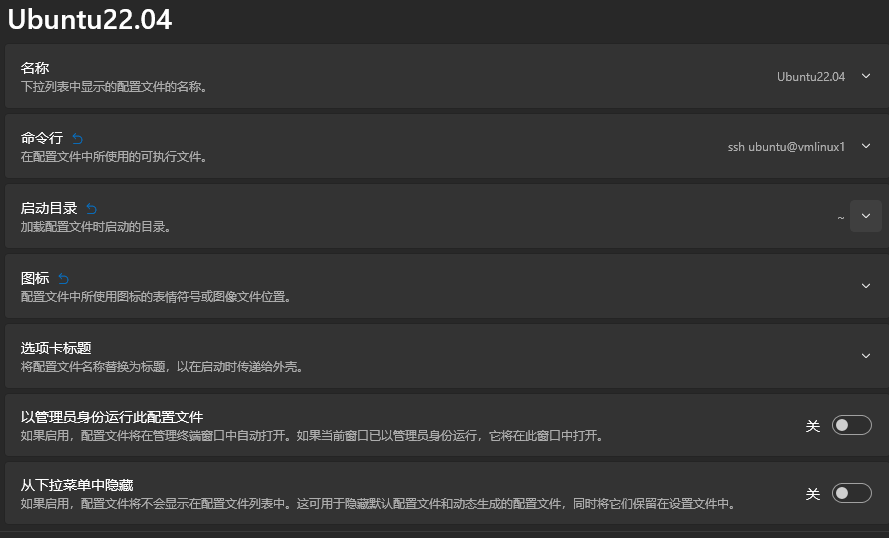 Ubuntu22.04
名称
下拉列表中显示的配置文件的名称。
Ubuntu22.04
命令行
在配置文件中所使用的可执行文件。
ssh ubuntu@vmlinux1
启动目录
加载配置文件时启动的目录。
~
图标
配置文件中所使用图标的表情符号或图像文件位置。
选项卡标题
将配置文件名称替换为标题，以在启动时传递给外壳。
以管理员身份运行此配置文件
如果启用，配置文件将在管理终端窗口中自动打开。如果当前窗口已以管理员身份运行，它将在此窗口中打开。
关
从下拉菜单中隐藏
如果启用，配置文件将不会显示在配置文件列表中。这可用于隐藏默认配置文件和动态生成的配置文件，同时将它们保留在设置文件中。
关